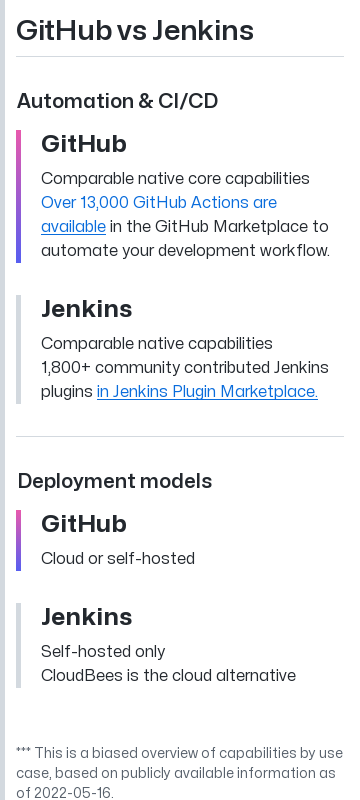 GitHub vs Jenkins
Automation & CI/CD
GitHub
Comparable native core capabilities
Over 13,000 GitHub Actions are
available in the GitHub Marketplace to
automate your development workflow.
Jenkins
Comparable native capabilities
1,800+ community contributed Jenkins
plugins in Jenkins Plugin Marketplace.
Deployment models
GitHub
Cloud or self-hosted
Jenkins
Self-hosted only
CloudBees is the cloud alternative
*** This is a biased overview of capabilities by use
case, based on publicly available information as
of 2022-05-16.